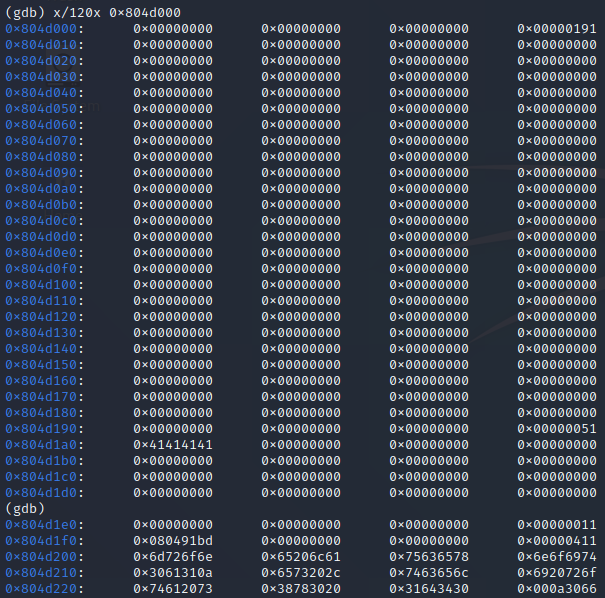 (gdb) x/120x 0×804d000
0×804d000: 0×00000000 0×00000000 0×00000000 0×00000191
0×804d010: 0×00000000 0×00000000 0×00000000 0×00000000
0×804d020: 0×00000000 0×00000000 0×00000000 0×00000000
0×804d030: 0×00000000 0×00000000 0×00000000 0×00000000
0×804d040: 0×00000000 0×00000000 0×00000000 0×00000000
0×804d050: 0×00000000 0×00000000 0×00000000 0×00000000
0×804d060: 0×00000000 0×00000000 0×00000000 0×00000000
0×804d070: 0×00000000 0×00000000 0×00000000 0×00000000
0×804d080: 0×00000000 0×00000000 0×00000000 0×00000000
0×804d090: 0×00000000 0×00000000 0×00000000 0×00000000
0×804d0a0: 0×00000000 0×00000000 0×00000000 0×00000000
0×804d0b0: 0×00000000 0×00000000 0×00000000 0×00000000
0×804d0c0: 0×00000000 0×00000000 0×00000000 0×00000000
0×804d0d0: 0×00000000 0×00000000 0×00000000 0×00000000
0×804d0e0: 0×00000000 0×00000000 0×00000000 0×00000000
0×804d0f0: 0×00000000 0×00000000 0×00000000 0×00000000
0×804d100: 0×00000000 0×00000000 0×00000000 0×00000000
0×804d110: 0×00000000 0×00000000 0×00000000 0×00000000
0×804d120: 0×00000000 0×00000000 0×00000000 0×00000000
0×804d130: 0×00000000 0×00000000 0×00000000 0×00000000
0×804d140: 0×00000000 0×00000000 0×00000000 0×00000000
0×804d150: 0×00000000 0×00000000 0×00000000 0×00000000
0×804d160: 0×00000000 0×00000000 0×00000000 0×00000000
0×804d170: 0×00000000 0×00000000 0×00000000 0×00000000
0×804d180: 0×00000000 0×00000000 0×00000000 0×00000000
0×804d190: 0×00000000 0×00000000 0×00000000 0×00000051
0×804d1a0: 0×41414141 0×00000000 0×00000000 0×00000000
0×804d1b0: 0×00000000 0×00000000 0×00000000 0×00000000
0×804d1c0: 0×00000000 0×00000000 0×00000000 0×00000000
0×804d1d0: 0×00000000 0×00000000 0×00000000 0×00000000
(gdb)
0×804d1e0: 0×00000000 0×00000000 0×00000000 0×00000011
0×804d1f0: 0×080491bd 0×00000000 0×00000000 0×00000411
0×804d200: 0×6d726f6e 0×65206c61 0×75636578 0×6e6f6974
0×804d210: 0×3061310a 0×6573202c 0×7463656c 0×6920726f
0×804d220: 0×74612073 0×38783020 0×31643430 0×000a3066